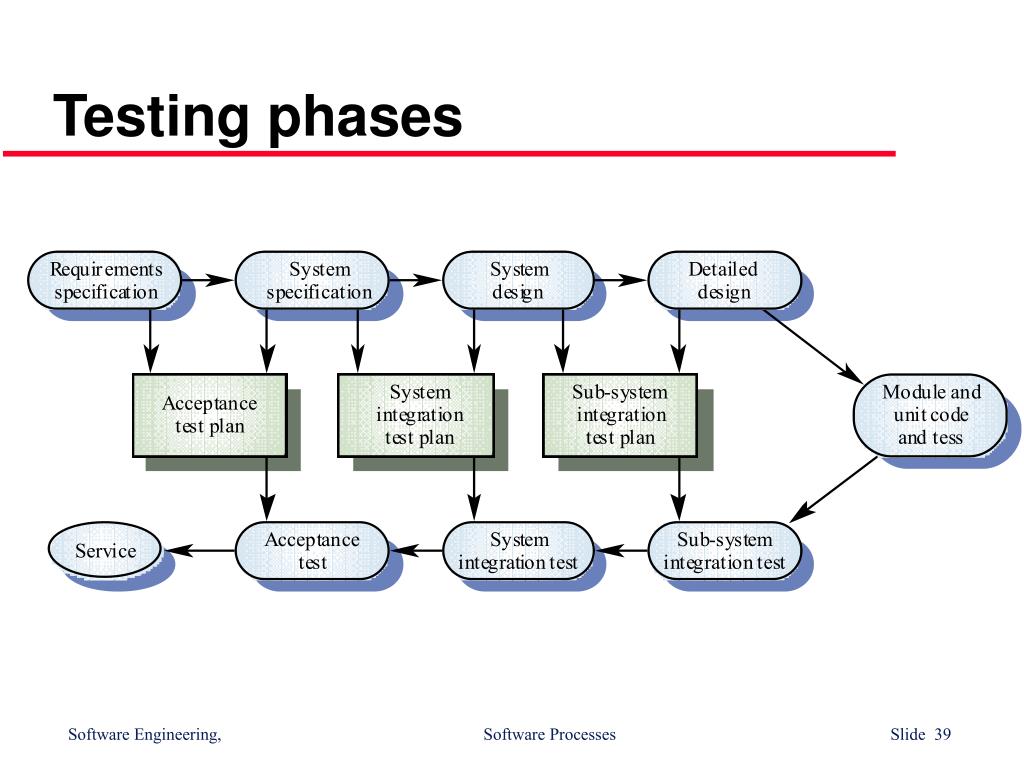 Testing phases
Requirements
specification
System
specification
System
design
Detailed
design
Acceptance
test plan
System
integration
test plan
Sub-system
integration
test plan
Module and
unit code
and tess
Service
Acceptance
test
System
integration test
Sub-system
integration test
Software Engineering,
Software Processes
Slide 39